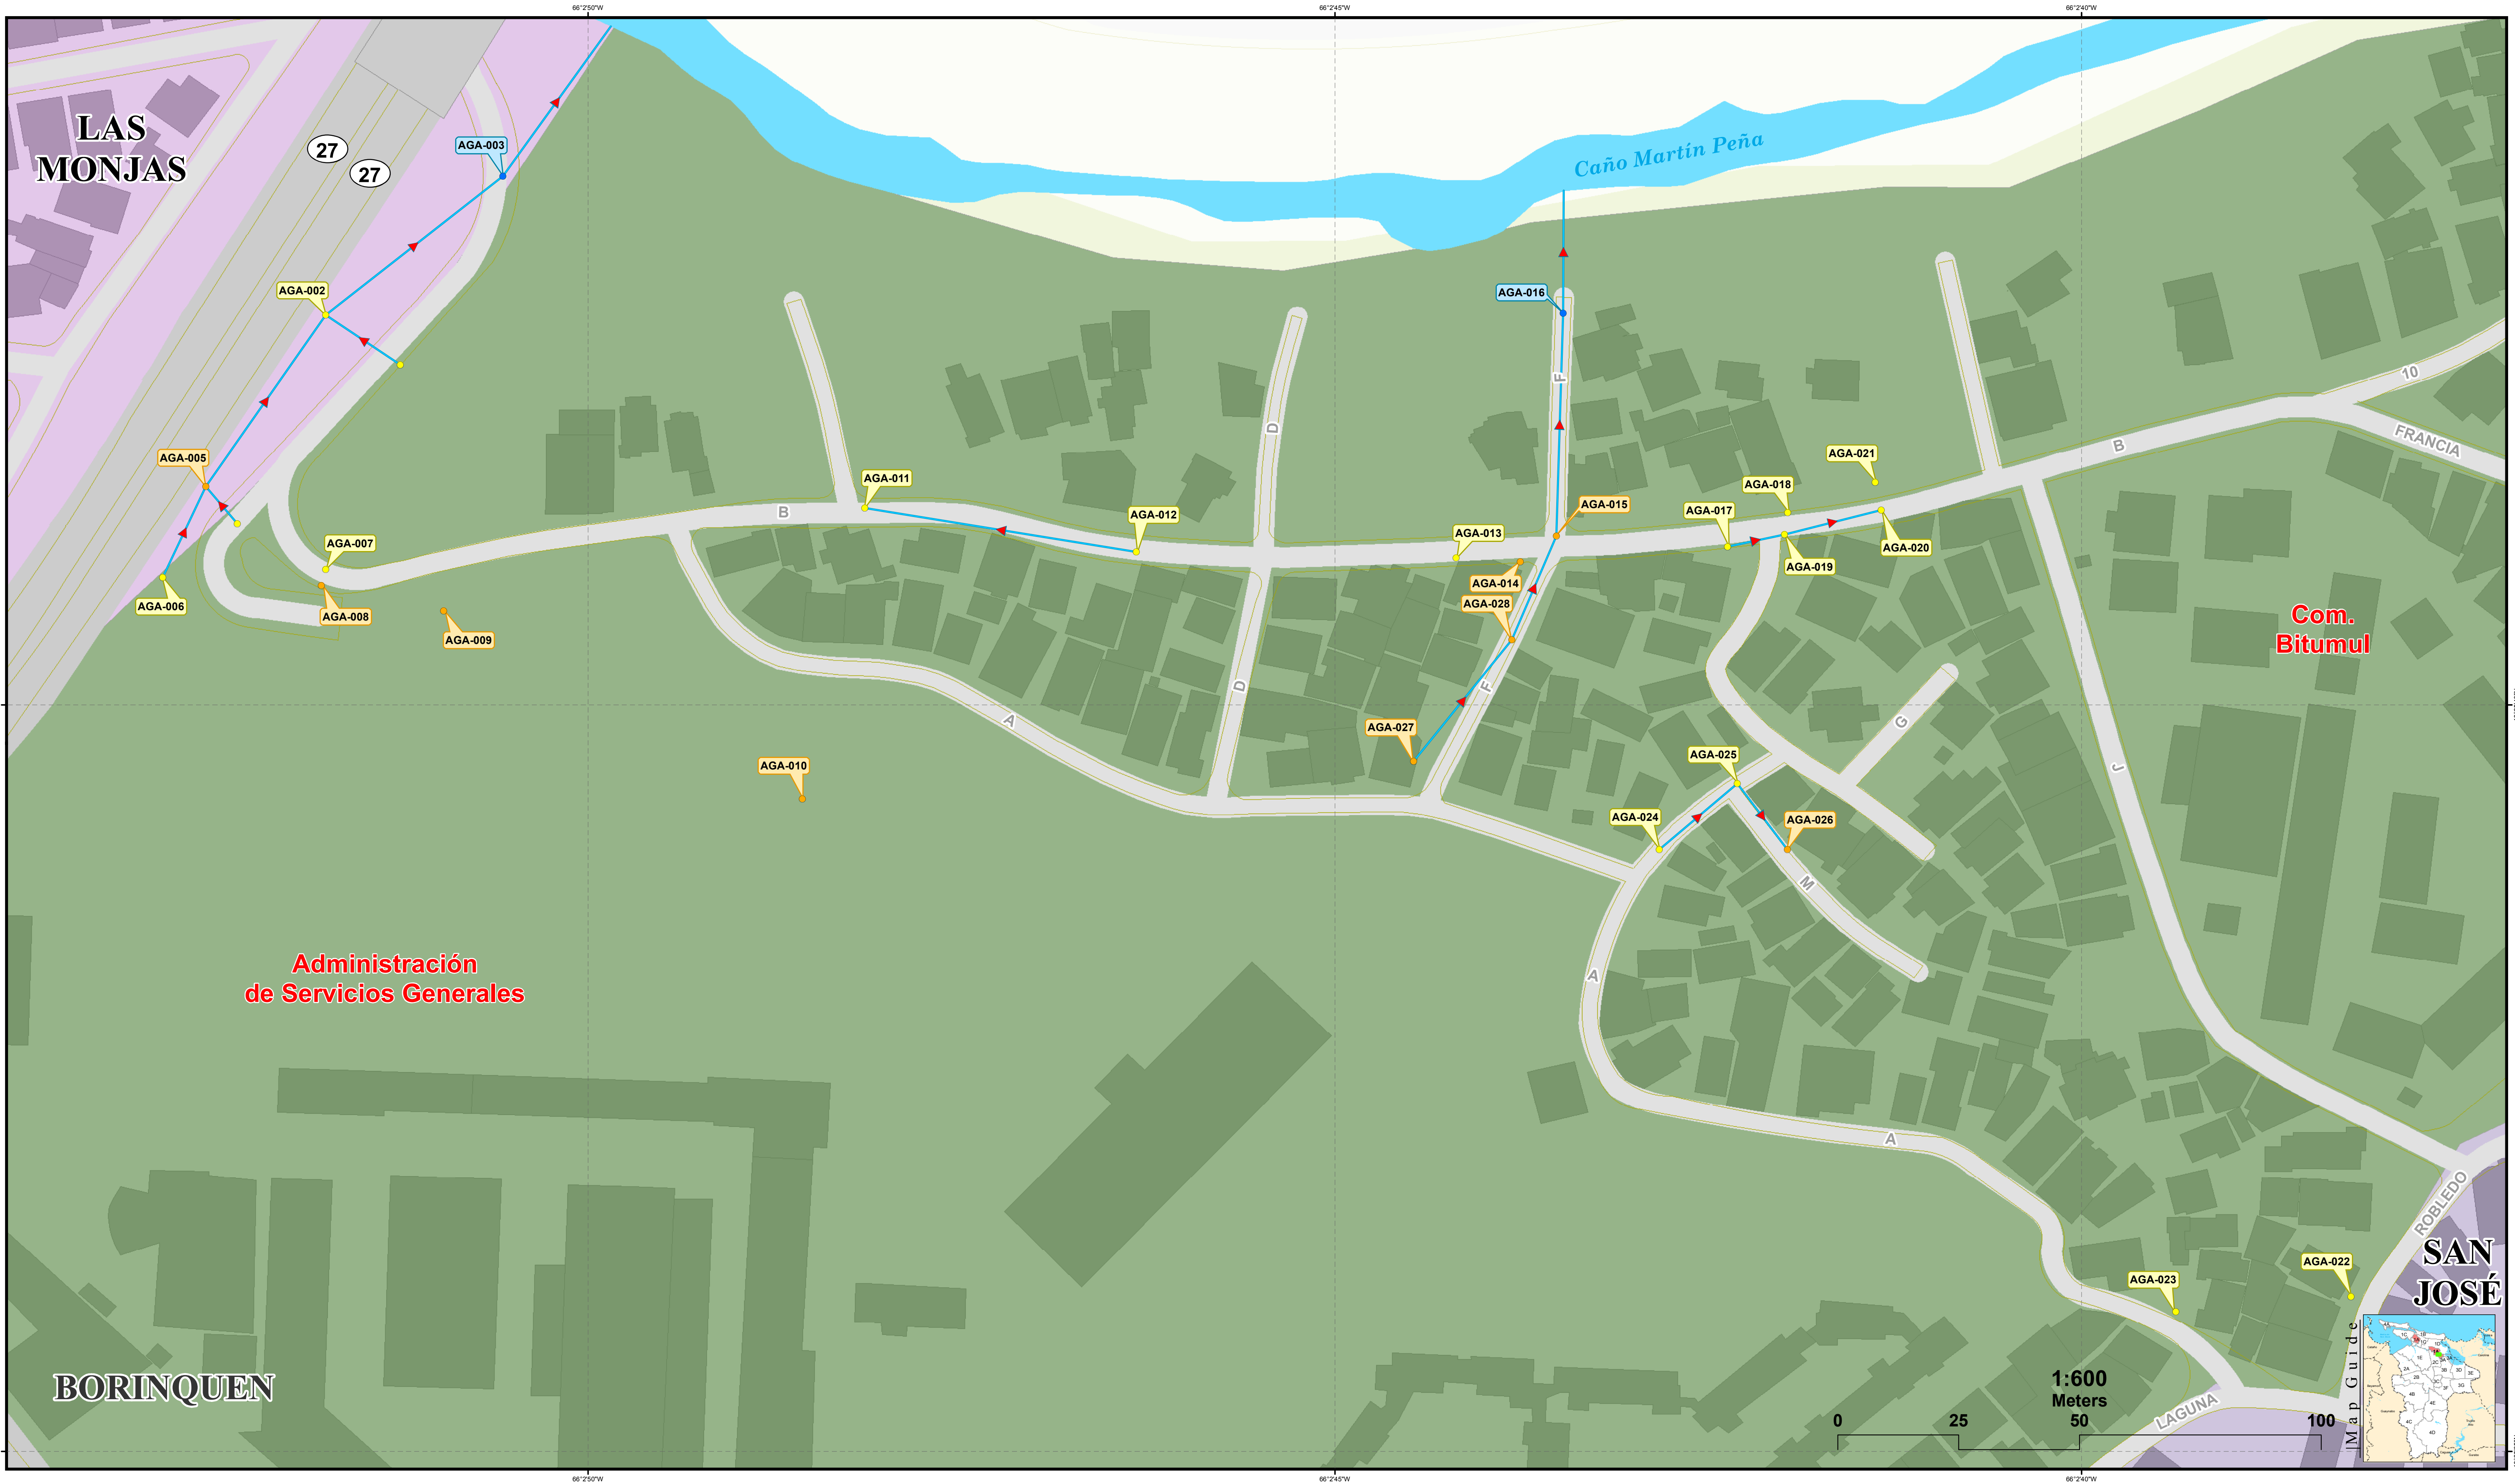 66°2'50"W
66°2'45"W
66°2'40"W
LAS
MONJAS
27
27
AGA-003
Caño Martín Peña
AGA-002
AGA-016
F
10
D
FRANCIA
B
AGA-005
AGA-011
AGA-021
AGA-018
AGA-015
AGA-017
AGA-012
B
AGA-013
AGA-007
AGA-020
AGA-019
AGA-014
AGA-028
AGA-006
AGA-008
AGA-009
Com.
Bitumul
D
F
A
G
AGA-027
AGA-025
AGA-010
J
AGA-024
AGA-026
M
A
Administración
de Servicios Generales
A
ROBLEDO
SAN
JOSÉ
AGA-022
AGA-023
Map Guide
BORINQUEN
1:600
Meters
0 25 50 100
LAGUNA
66°2'50"W
66°2'45"W
66°2'40"W